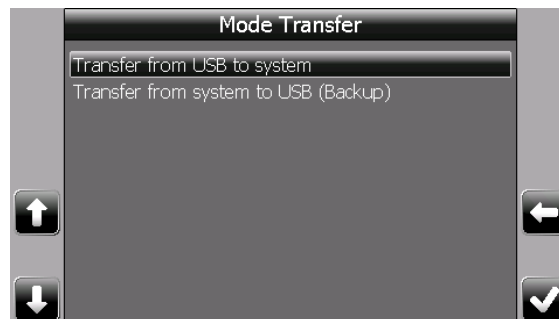 Mode Transfer
Transfer from USB to system
Transfer from system to USB (Backup)